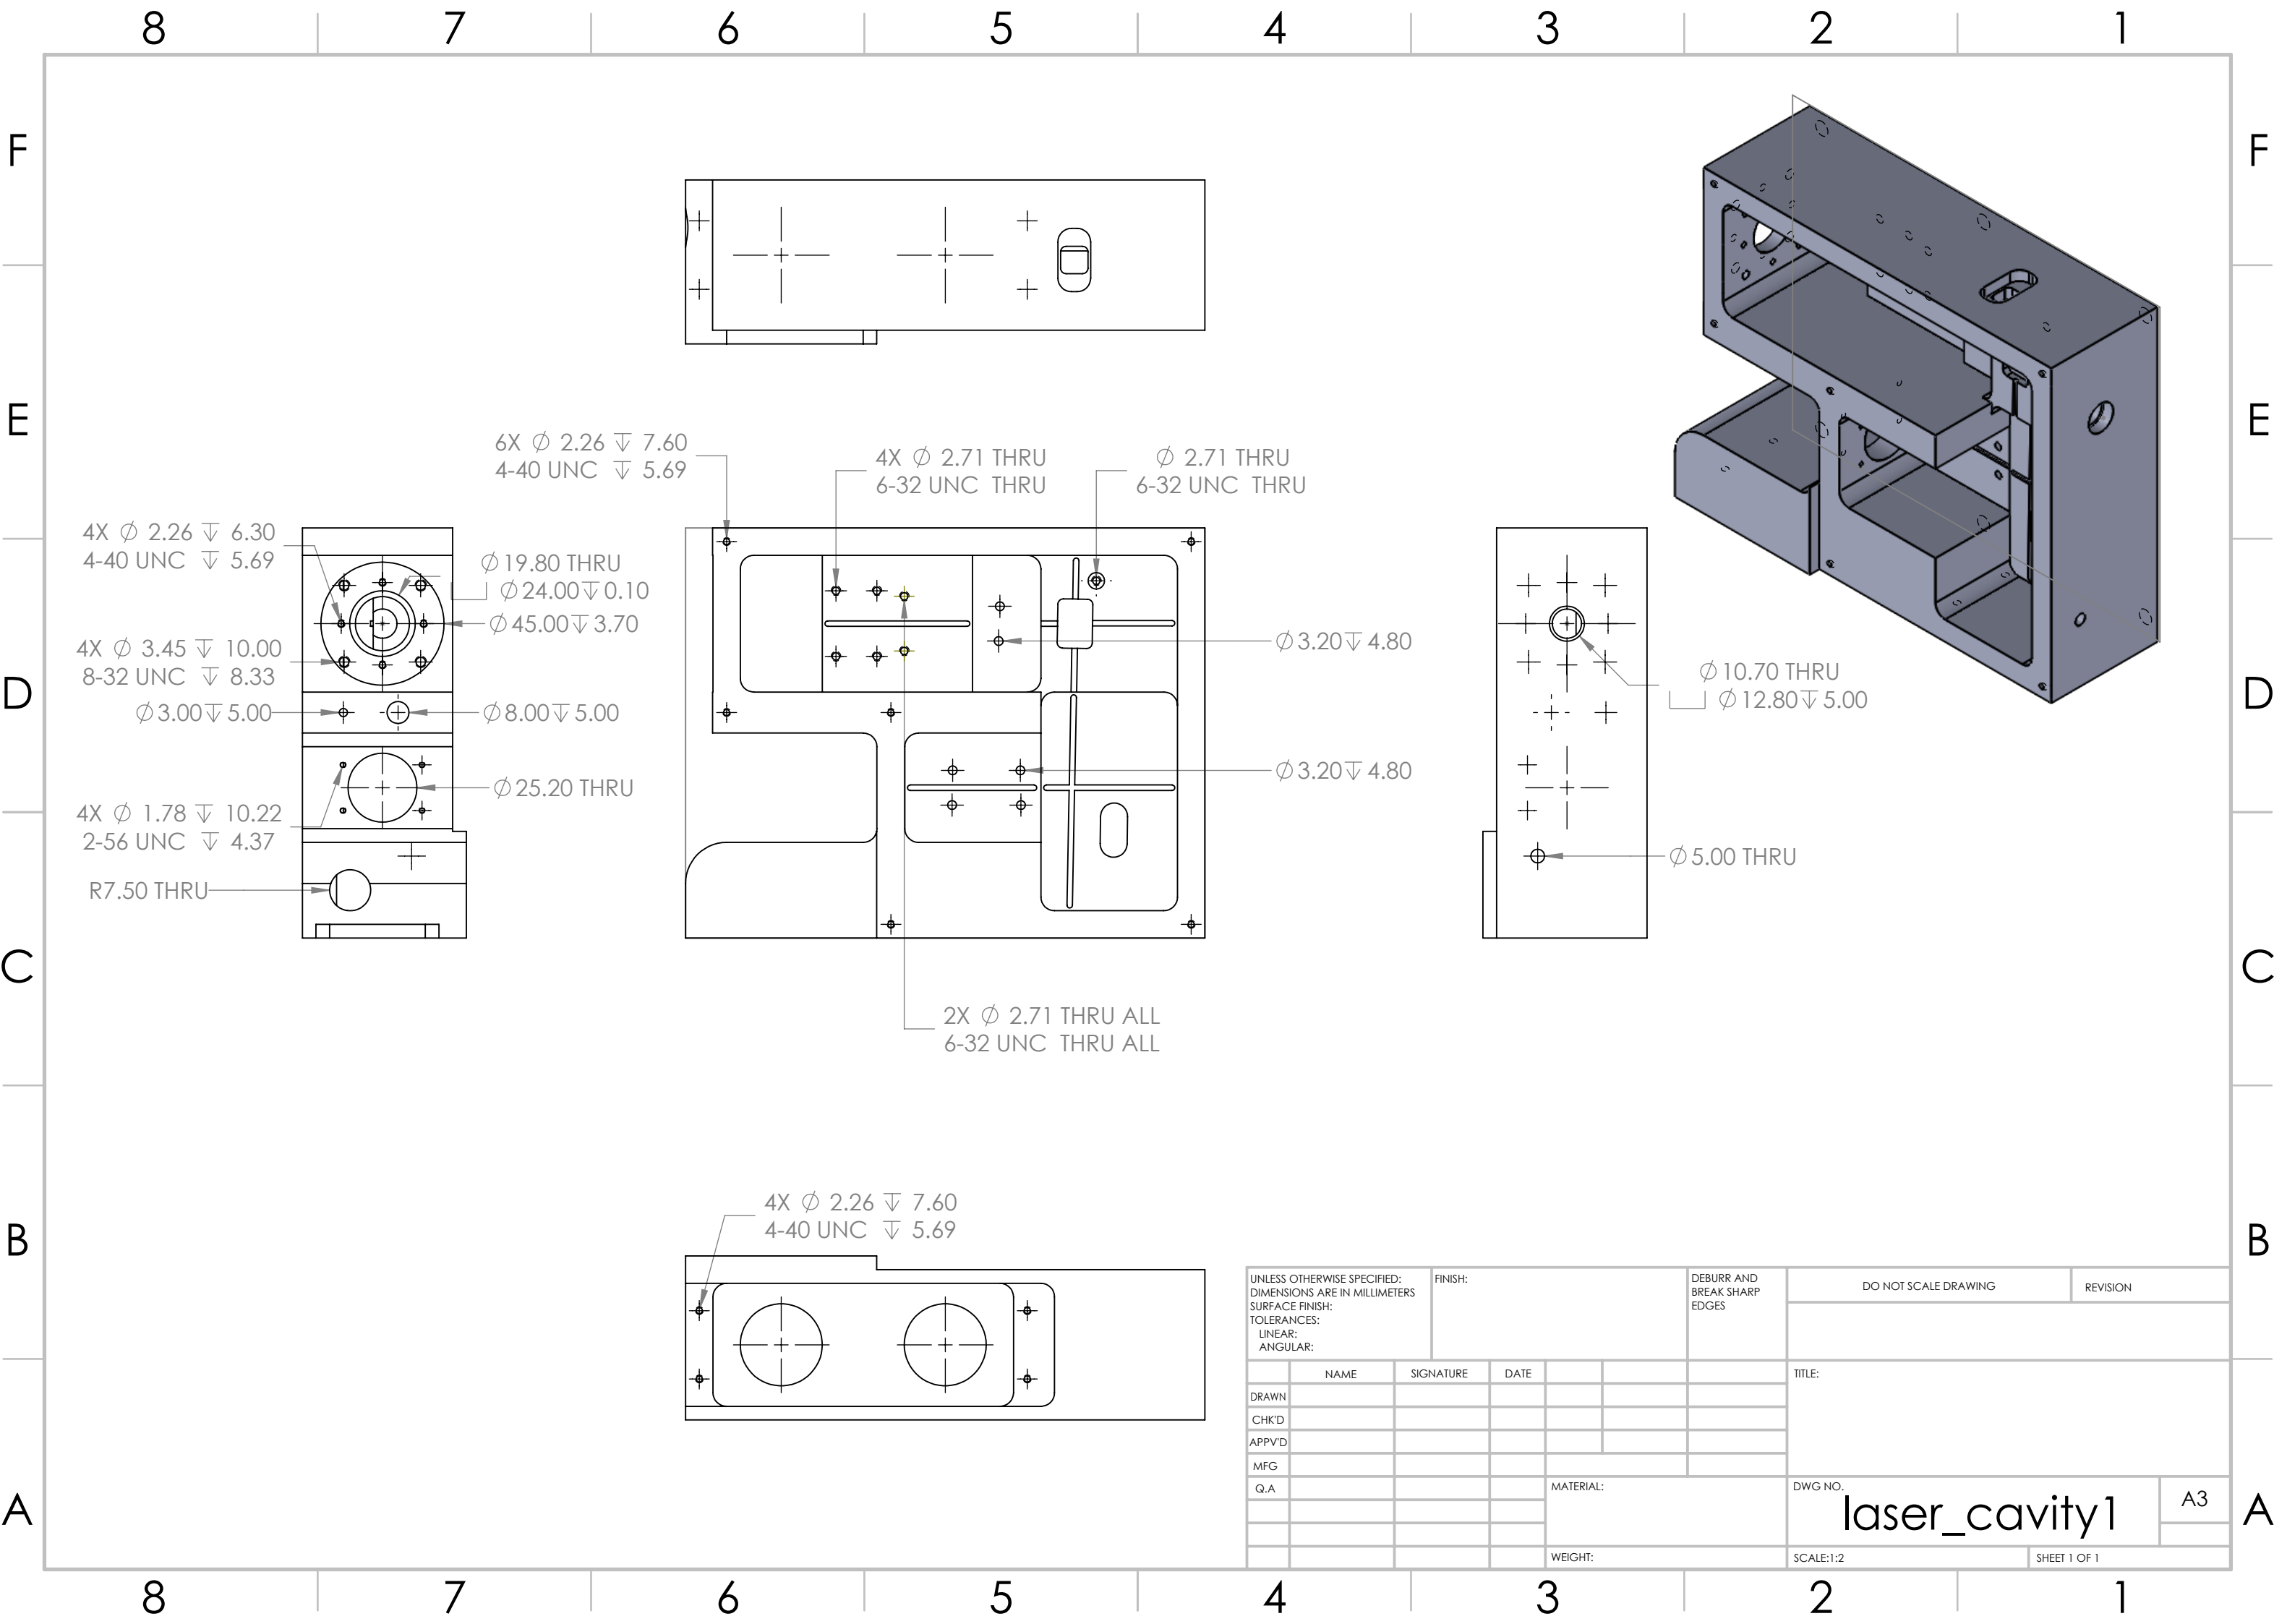 8 7 6 5 4 3 2 1
F F
6X ⌀ 2.26 ↧ 7.60
4-40 UNC ↧ 5.69
4X ⌀ 2.71 THRU
6-32 UNC THRU
⌀ 2.71 THRU
6-32 UNC THRU
E E
4X ⌀ 2.26 ↧ 6.30
4-40 UNC ↧ 5.69
⌀19.80 THRU
⌴ ⌀24.00↧0.10
⌀45.00↧3.70
4X ⌀ 3.45 ↧ 10.00
8-32 UNC ↧ 8.33
⌀3.00↧5.00
⌀8.00↧5.00
⌀25.20 THRU
4X ⌀ 1.78 ↧ 10.22
2-56 UNC ↧ 4.37
R7.50 THRU
⌀3.20↧4.80
⌀3.20↧4.80
⌀10.70 THRU
⌴ ⌀12.80↧5.00
⌀5.00 THRU
D D
C C
2X ⌀ 2.71 THRU ALL
6-32 UNC THRU ALL
4X ⌀ 2.26 ↧ 7.60
4-40 UNC ↧ 5.69
B B
UNLESS OTHERWISE SPECIFIED:
DIMENSIONS ARE IN MILLIMETERS
SURFACE FINISH:
TOLERANCES:
LINEAR:
ANGULAR:
FINISH:
DEBURR AND
BREAK SHARP
EDGES
DO NOT SCALE DRAWING
REVISION
NAME SIGNATURE DATE
DRAWN
CHK'D
APPV'D
MFG
Q.A
TITLE:
MATERIAL:
DWG NO.
laser_cavity1
A3
WEIGHT:
SCALE:1:2
SHEET 1 OF 1
A A
8 7 6 5 4 3 2 1